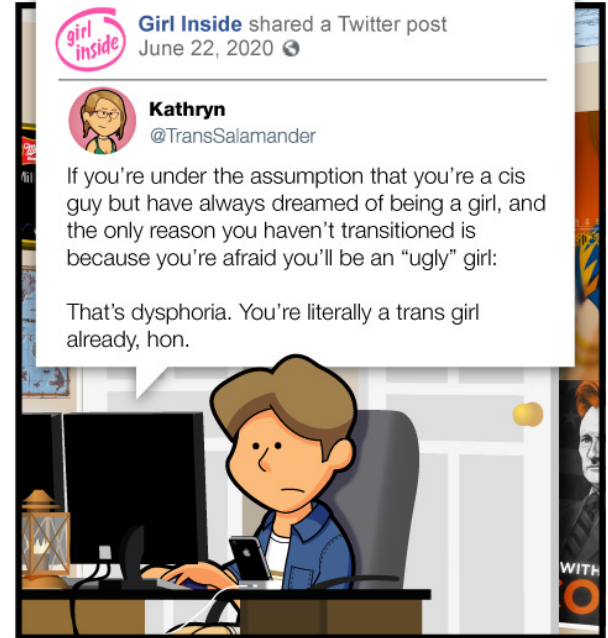 girl
inside
Girl Inside shared a Twitter post
June 22, 2020
Kathryn
@TransSalamander
If you’re under the assumption that you’re a cis
guy but have always dreamed of being a girl, and
the only reason you haven’t transitioned is
because you’re afraid you’ll be an “ugly” girl:
That’s dysphoria. You’re literally a trans girl
already, hon.
WITH